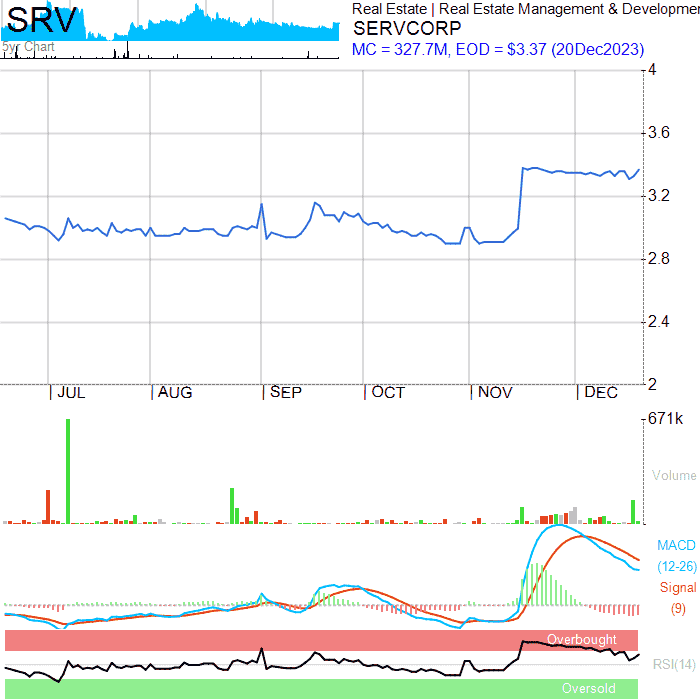 SRV
5yr Chart
Real Estate | Real Estate Management & Developmen
SERVCORP
MC = 327.7M, EOD = $3.37 (20Dec2023)
4
3.6
3.2
2.8
2.4
2
JUL
AUG
SEP
OCT
NOV
DEC
671k
Volume
MACD
(12-26)
Signal
(9)
Overbought
RSI(14)
Oversold